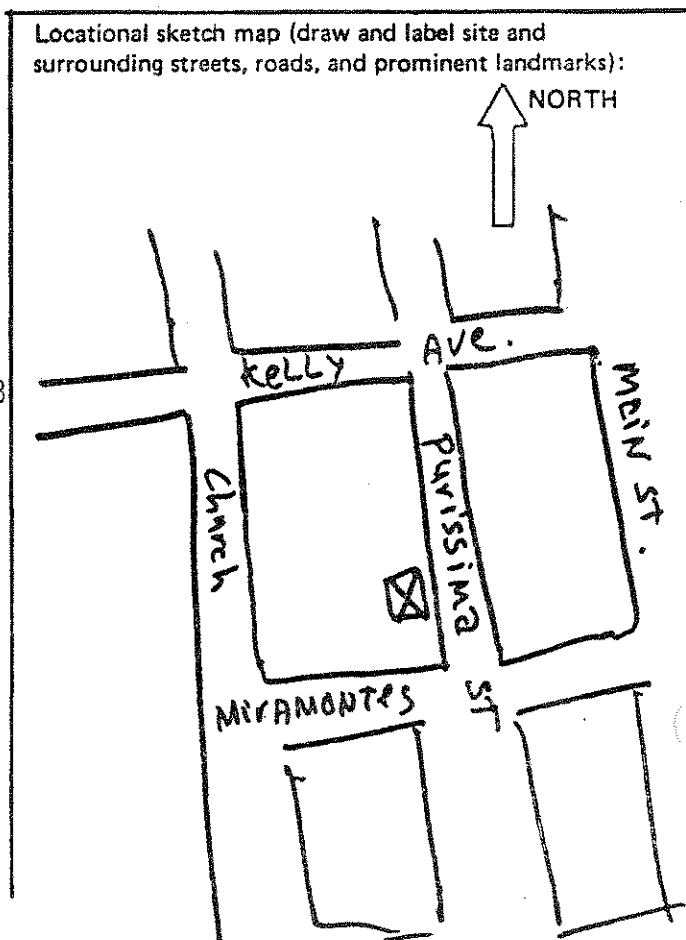 Locational sketch map (draw and label site and
surrounding streets, roads, and prominent landmarks):
NORTH
KeLLY AVe.
MaiN ST.
Church
Purissima ST
MirAMONTes